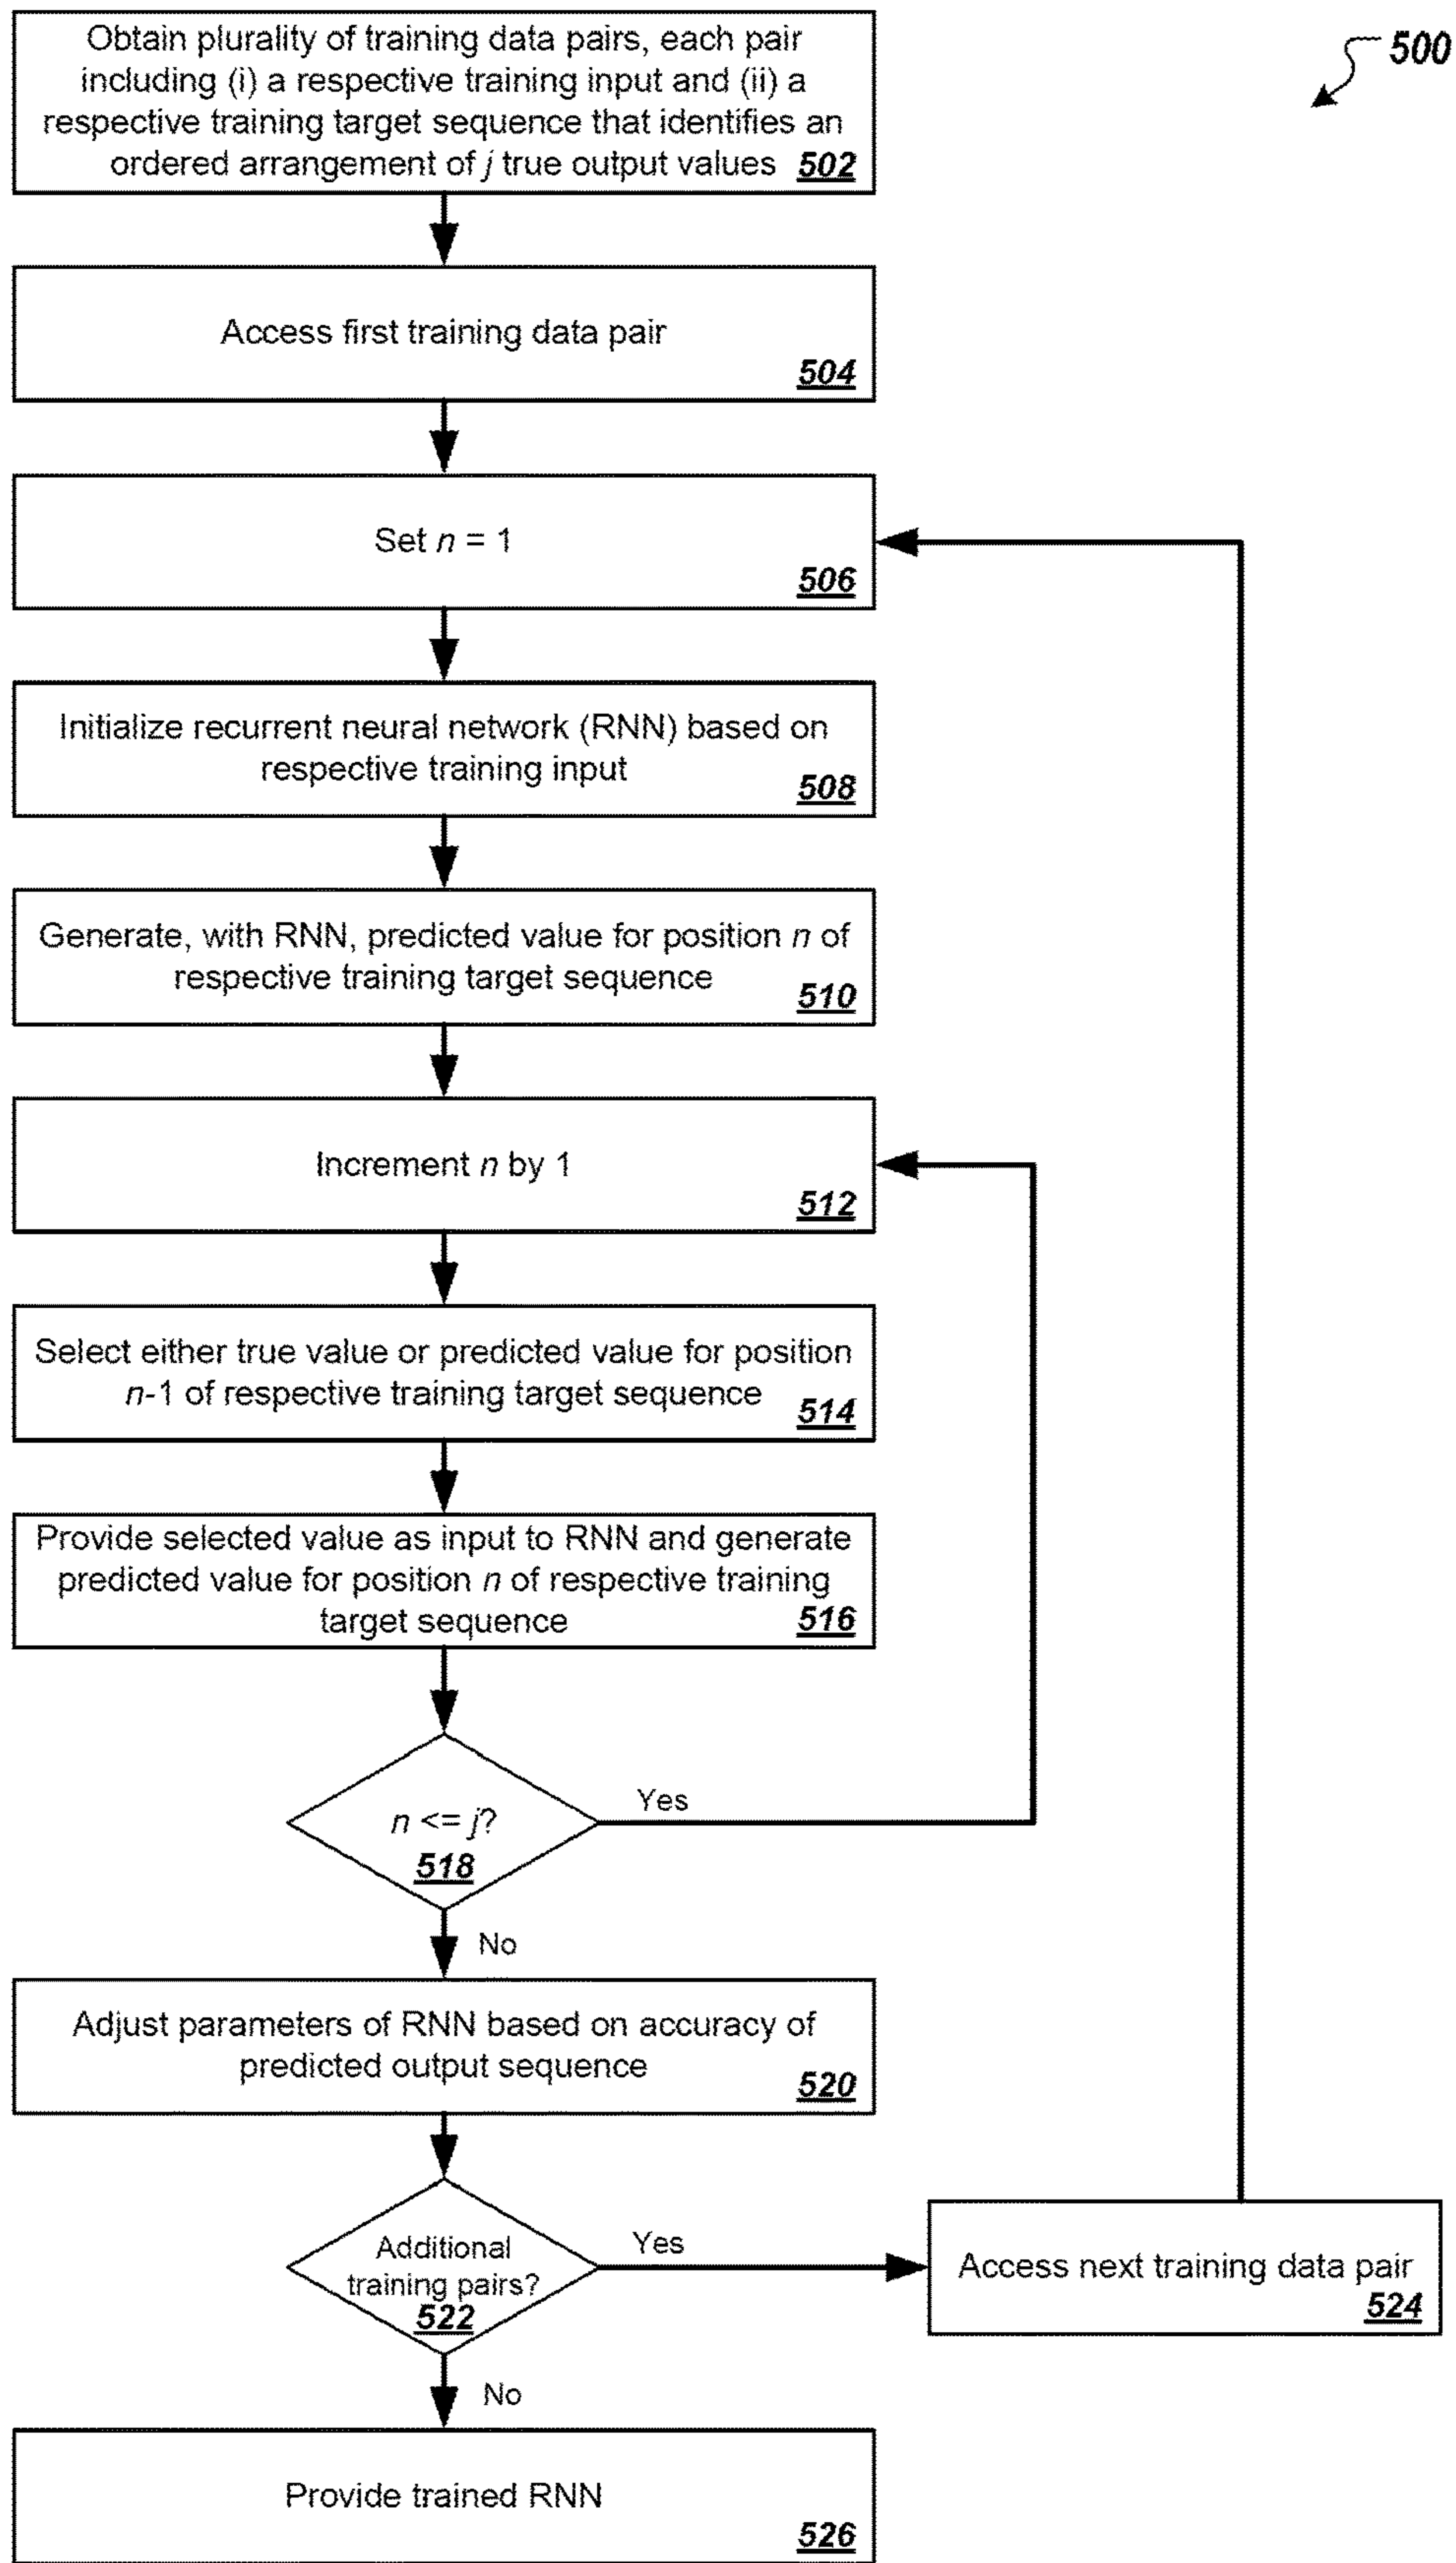 500
Obtain plurality of training data pairs, each pair
including (i) a respective training input and (ii) a
respective training target sequence that identifies an
ordered arrangement of j true output values 502
Access first training data pair
504
Set n = 1
506
Initialize recurrent neural network (RNN) based on
respective training input
508
Generate, with RNN, predicted value for position n of
respective training target sequence
510
Increment n by 1
512
Select either true value or predicted value for position
n-1 of respective training target sequence
514
Provide selected value as input to RNN and generate
predicted value for position n of respective training
target sequence
516
n <= j?
518
Yes
No
Adjust parameters of RNN based on accuracy of
predicted output sequence
520
Additional
training pairs?
522
Yes
Access next training data pair
524
No
Provide trained RNN
526